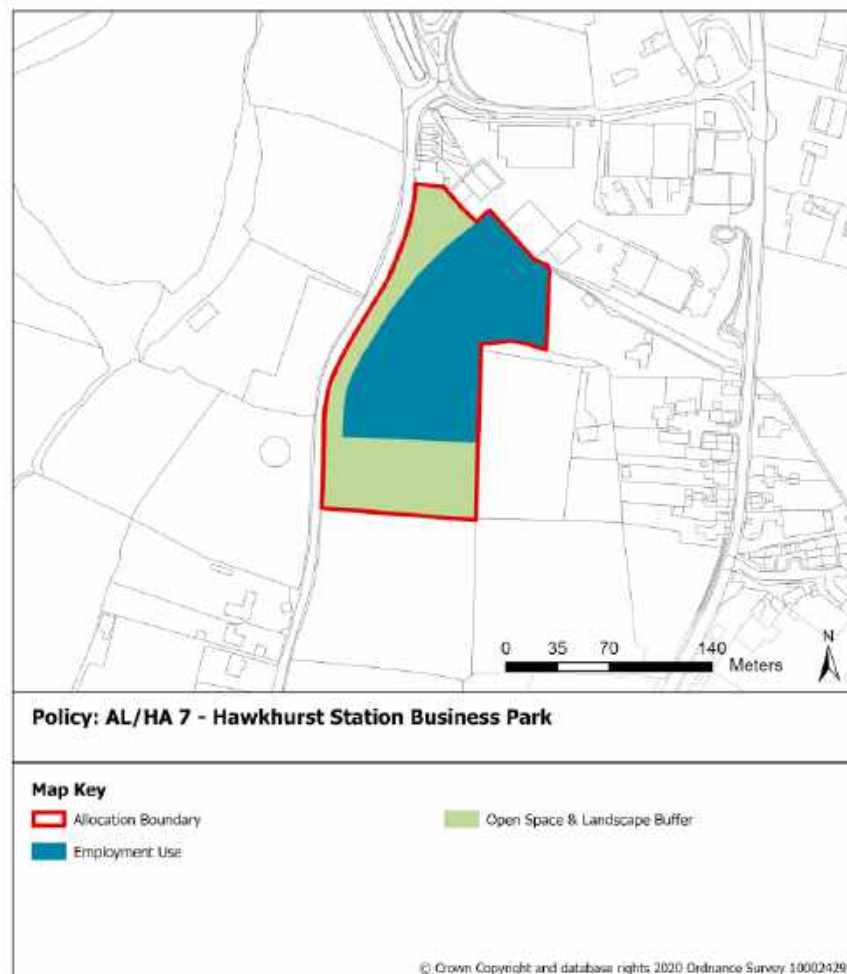 N
0 35 70 140
Meters
Policy: AL/HA 7 - Hawkhurst Station Business Park
Map Key
Allocation Boundary
Open Space & Landscape Buffer
Employment Use
© Crown Copyright and database rights 2020 Ordnance Survey 10002429